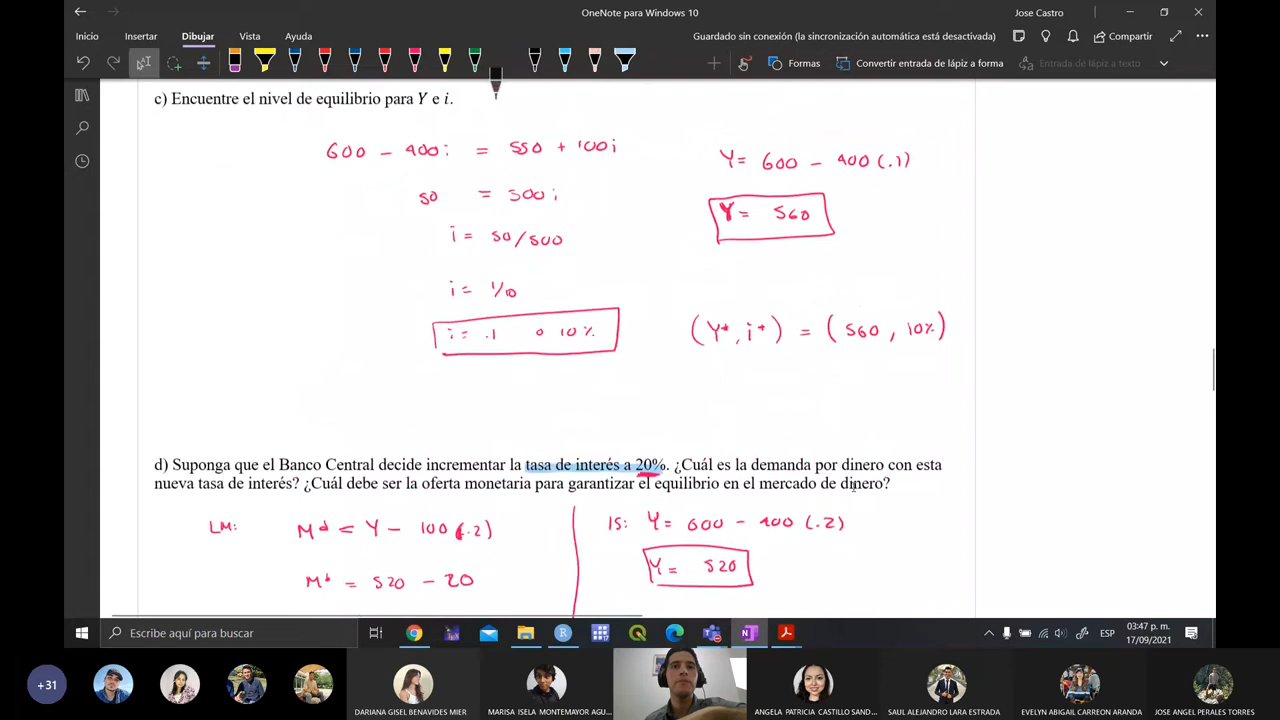 OneNote para Windows 10
Jose Castro
Inicio Insertar Dibujar Vista Ayuda
Guardado sin conexión (la sincronización automática está desactivada)
Compartir
Formas
Convertir entrada de lápiz a forma
Entrada de lápiz a texto
c) Encuentre el nivel de equilibrio para Y e i.
600 - 400i = 550 + 100i
50 = 500i
i = 50/500
i = 1/10
i = .1 o 10%
Y = 600 - 400 (.1)
Y = 560
(Y*, i*) = (560, 10%)
d) Suponga que el Banco Central decide incrementar la tasa de interés a 20%. ¿Cuál es la demanda por dinero con esta
nueva tasa de interés? ¿Cuál debe ser la oferta monetaria para garantizar el equilibrio en el mercado de dinero?
LM: Mᵈ = Y - 100 (.2)
Mᵈ = 520 - 20
IS: Y = 600 - 400 (.2)
Y = 520
Escribe aquí para buscar
ESP
03:47 p. m.
17/09/2021
+31
DARIANA GISEL BENAVIDES MIER
MARISA ISELA MONTEMAYOR AGU...
ANGELA PATRICIA CASTILLO SAND...
SAUL ALEJANDRO LARA ESTRADA
EVELYN ABIGAIL CARREON ARANDA
JOSE ANGEL PERALES TORRES